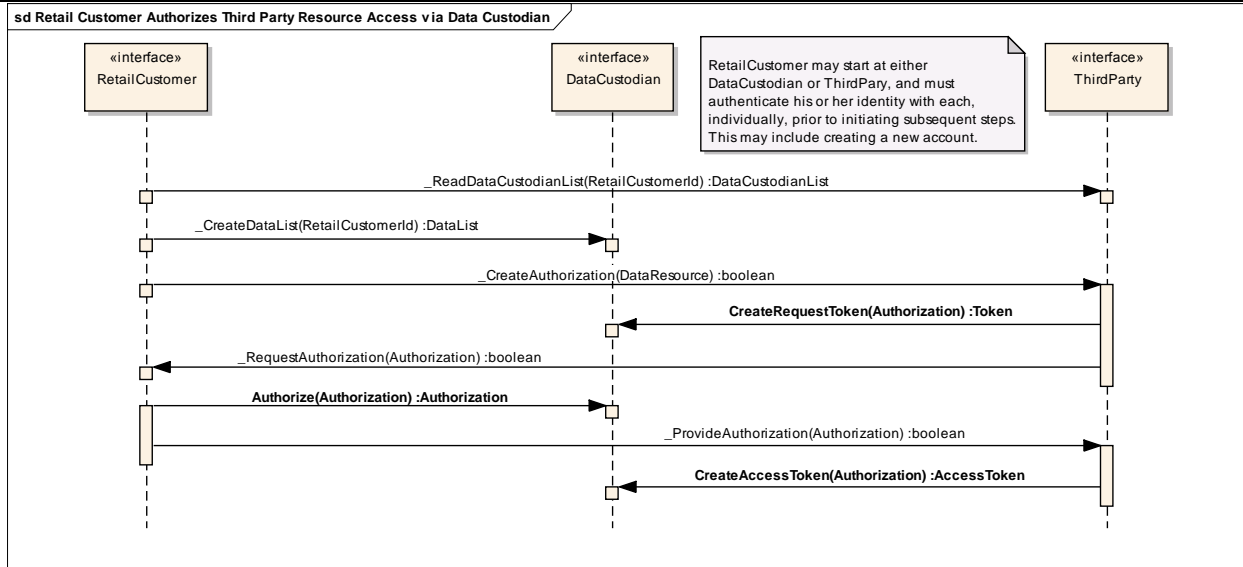 sd Retail Customer Authorizes Third Party Resource Access via Data Custodian
«interface»
RetailCustomer
«interface»
DataCustodian
RetailCustomer may start at either
DataCustodian or ThirdPary, and must
authenticate his or her identity with each,
individually, prior to initiating subsequent steps.
This may include creating a new account.
«interface»
ThirdParty
_ReadDataCustodianList(RetailCustomerId) :DataCustodianList
_CreateDataList(RetailCustomerId) :DataList
_CreateAuthorization(DataResource) :boolean
CreateRequestToken(Authorization) :Token
_RequestAuthorization(Authorization) :boolean
Authorize(Authorization) :Authorization
_ProvideAuthorization(Authorization) :boolean
CreateAccessToken(Authorization) :AccessToken